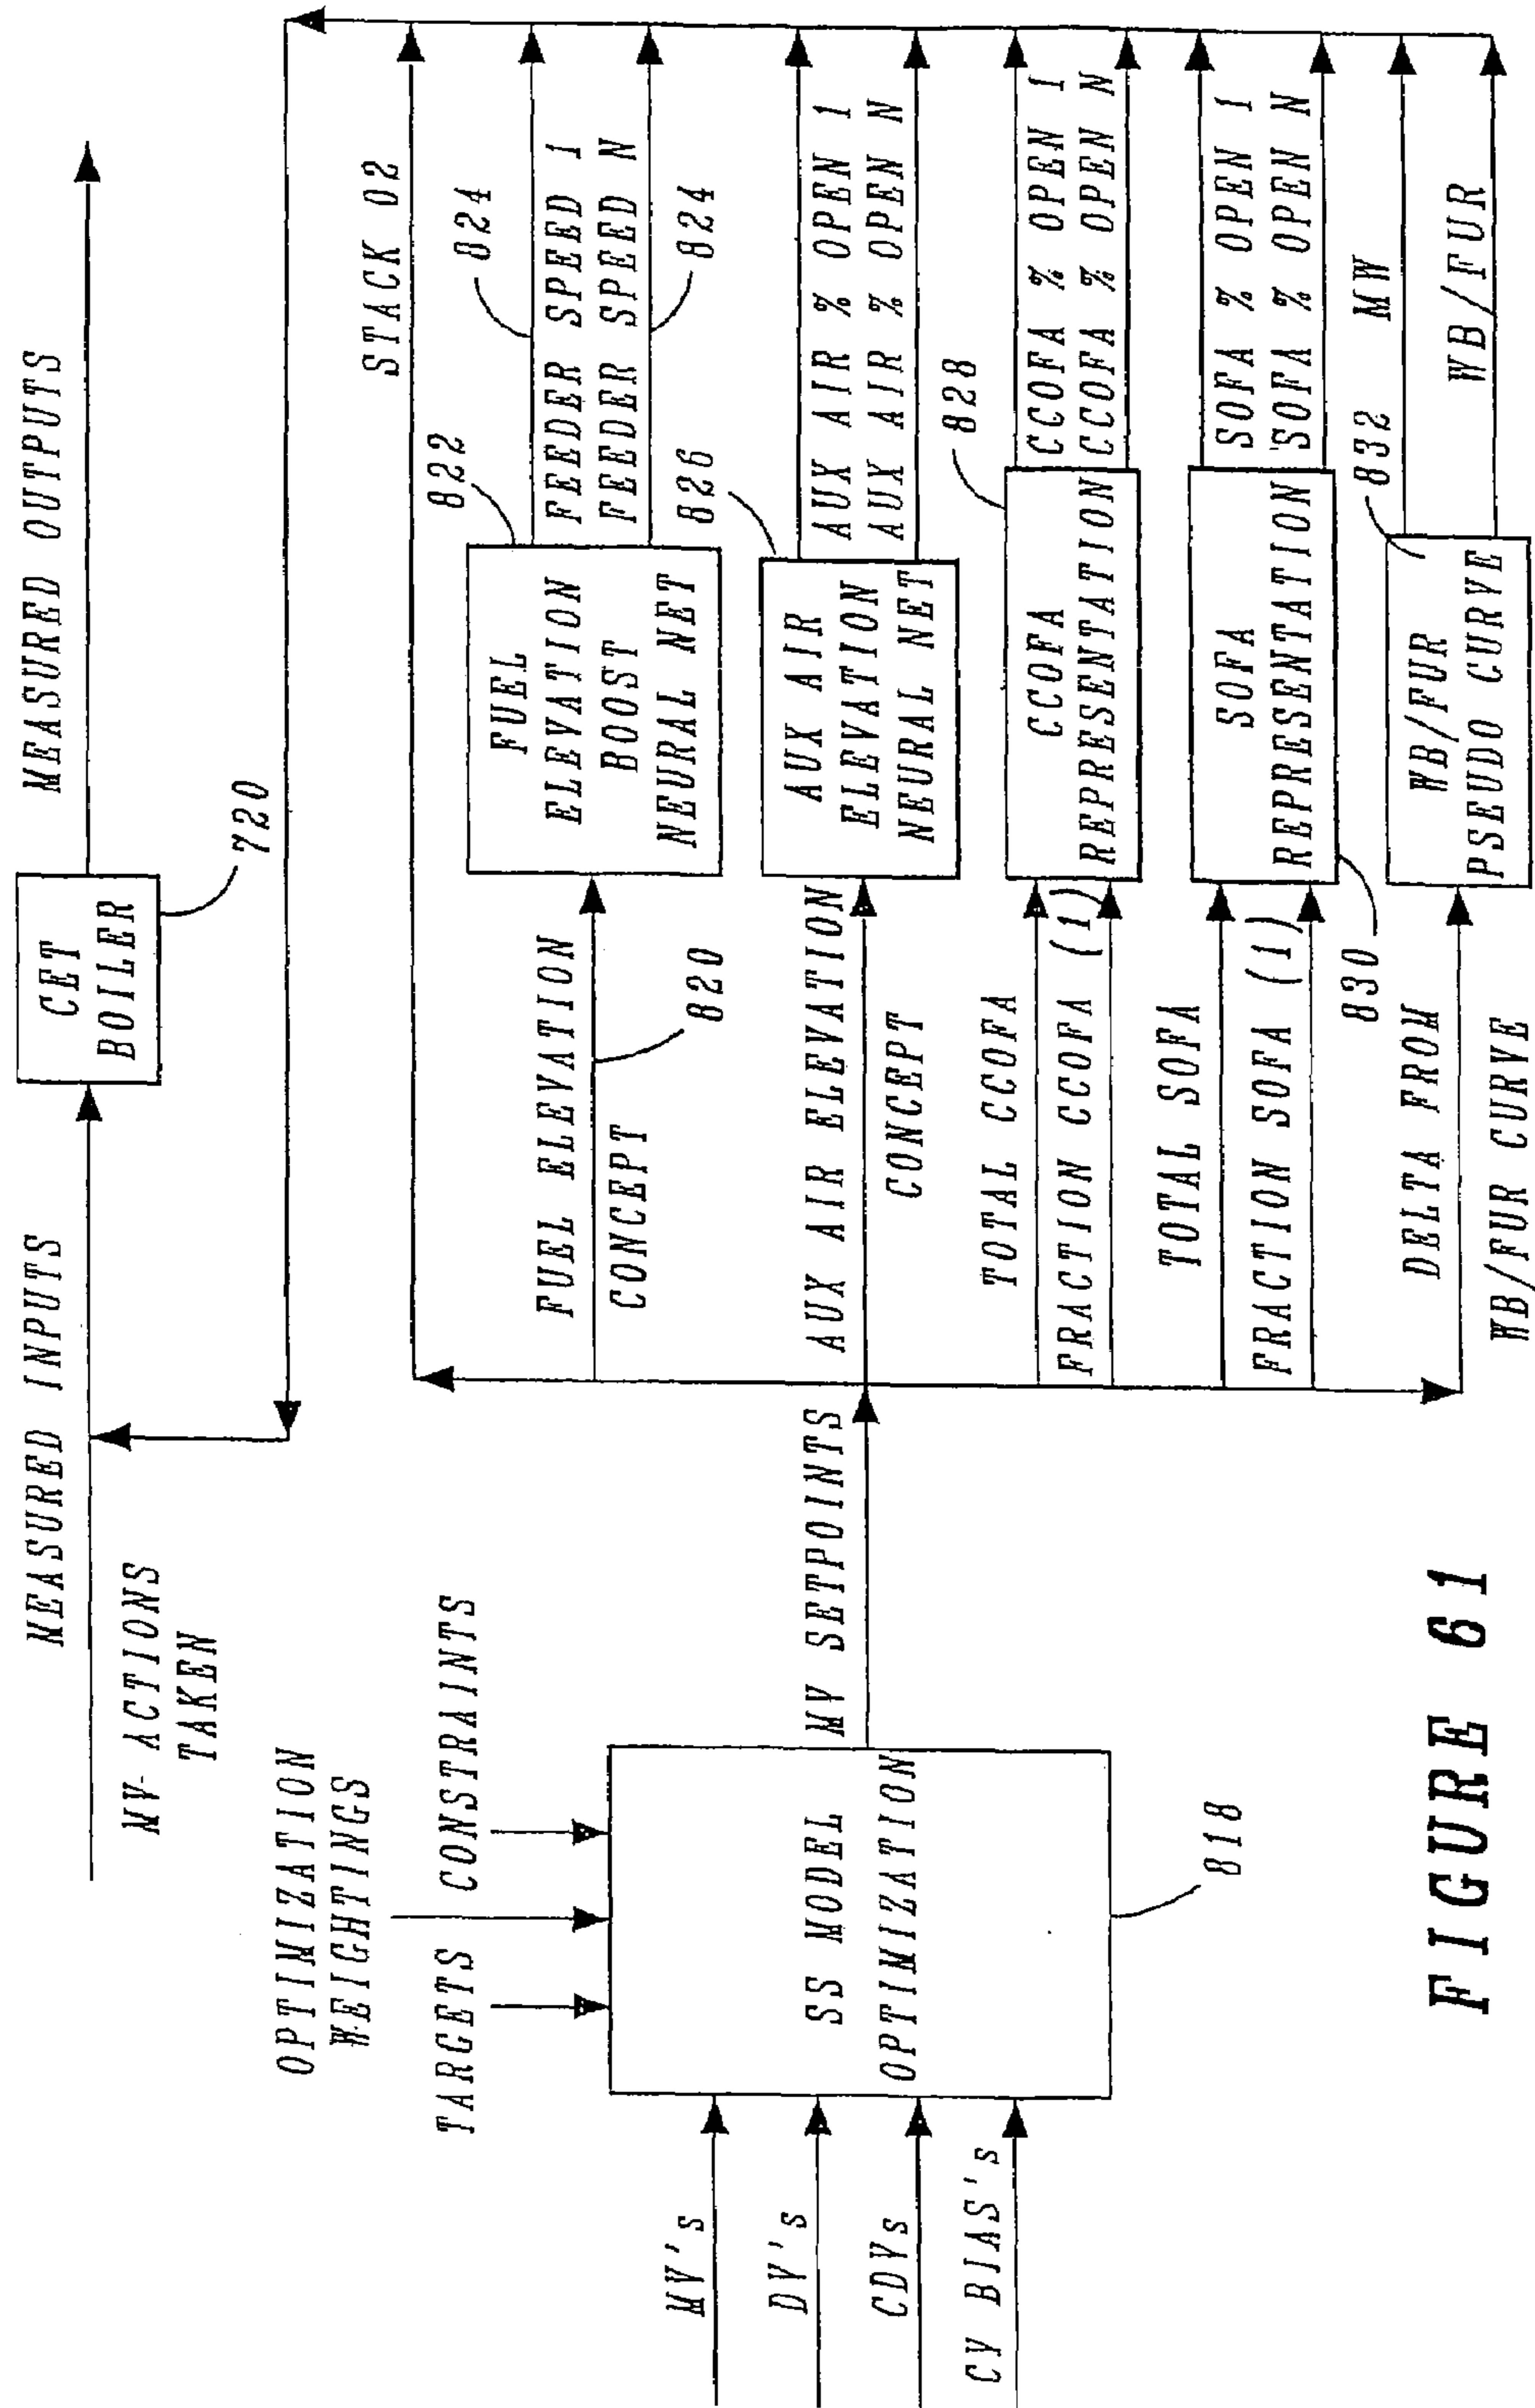 MEASURED INPUTS
MV ACTIONS
TAKEN
CET
BOILER
720
MEASURED OUTPUTS
OPTIMIZATION
WEIGHTINGS
TARGETS
CONSTRAINTS
MV's
DV's
CDVs
CV BIAS's
SS MODEL
OPTIMIZATION
818
MV SETPOINTS
STACK O2
FUEL ELEVATION
CONCEPT
820
FUEL
ELEVATION
BOOST
NEURAL NET
822
824
FEEDER SPEED 1
FEEDER SPEED N
824
AUX AIR ELEVATION
CONCEPT
AUX AIR
ELEVATION
NEURAL NET
826
AUX AIR % OPEN 1
AUX AIR % OPEN N
TOTAL CCOFA
FRACTION CCOFA (1)
CCOFA
REPRESENTATION
828
CCOFA % OPEN 1
CCOFA % OPEN N
TOTAL SOFA
FRACTION SOFA (1)
SOFA
REPRESENTATION
830
SOFA % OPEN 1
SOFA % OPEN N
DELTA FROM
WB/FUR CURVE
WB/FUR
PSEUDO CURVE
832
MW
WB/FUR
FIGURE 61